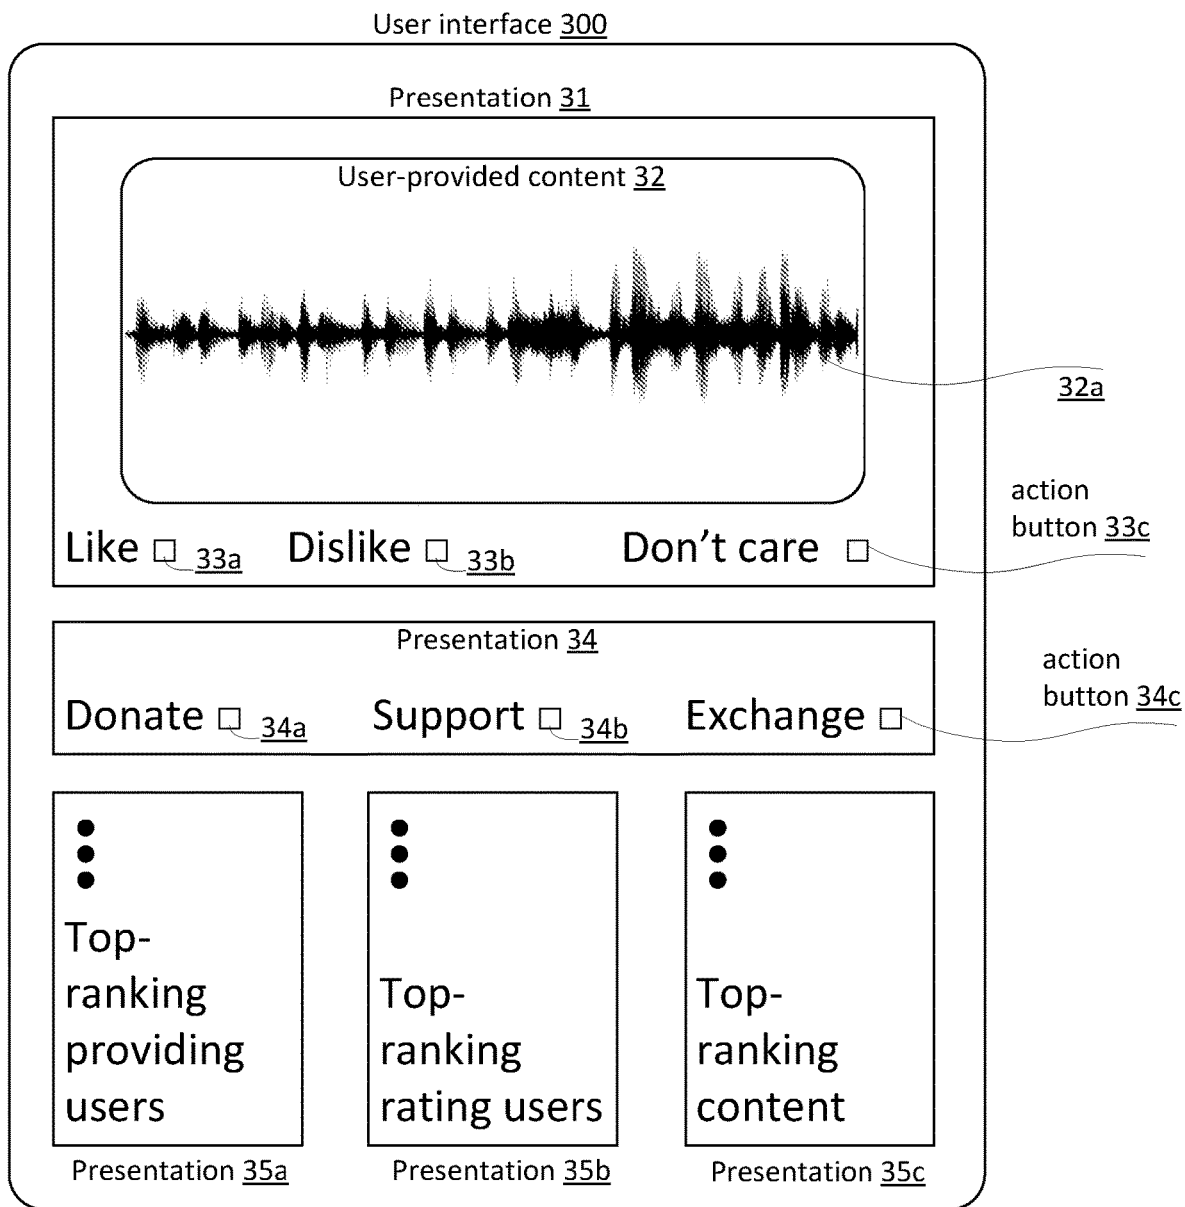 User interface 300
Presentation 31
User-provided content 32
32a
action
button 33c
Like 33a Dislike 33b Don't care
Presentation 34
action
button 34c
Donate 34a Support 34b Exchange
Top-
ranking
providing
users
Top-
ranking
rating users
Top-
ranking
content
Presentation 35a Presentation 35b Presentation 35c